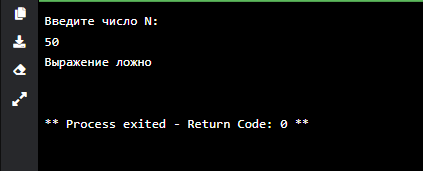 Введите число N:
50
Выражение ложно
** Process exited - Return Code: 0 **